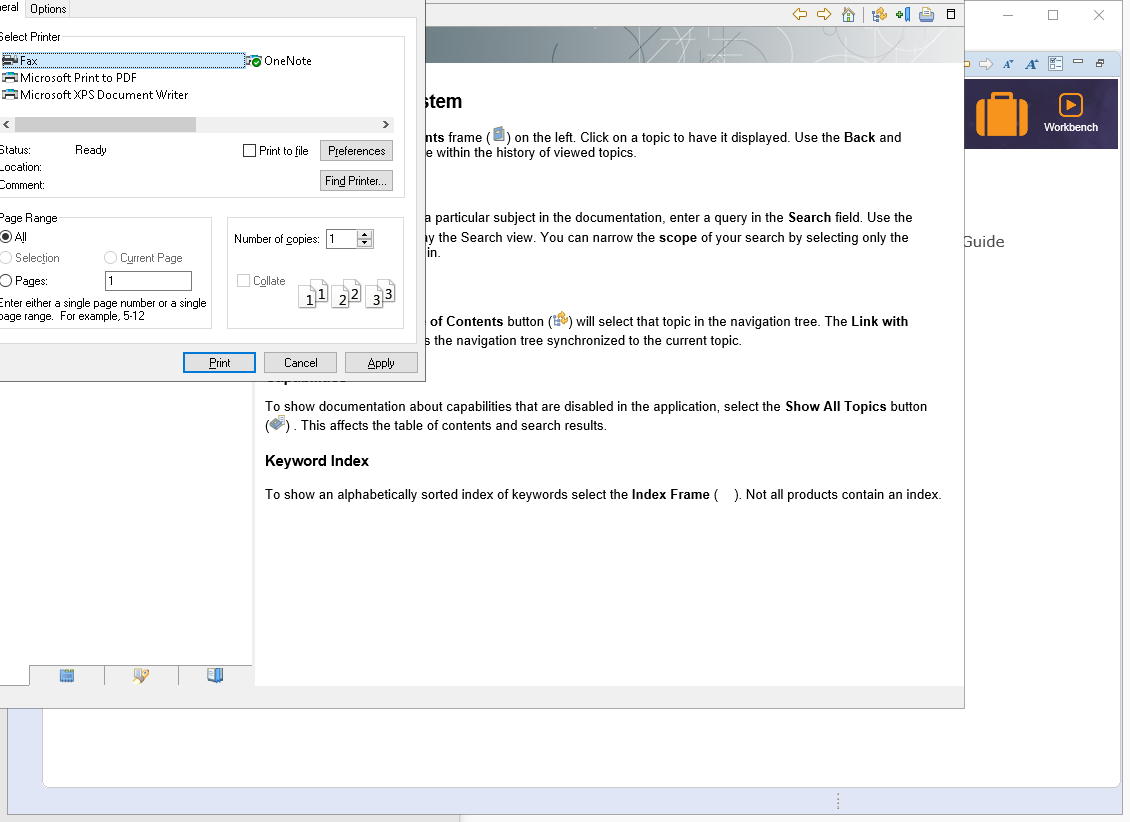 eral Options
Select Printer
Fax OneNote
Microsoft Print to PDF
Microsoft XPS Document Writer
Status: Ready
Location:
Comment:
Print to file Preferences
Find Printer...
Page Range
All
Selection Current Page
Pages: 1
Enter either a single page number or a single
page range. For example, 5-12
Number of copies: 1
Collate
1 1 2 2 3 3
Print Cancel Apply
stem
nts frame ( ) on the left. Click on a topic to have it displayed. Use the Back and
e within the history of viewed topics.
a particular subject in the documentation, enter a query in the Search field. Use the
y the Search view. You can narrow the scope of your search by selecting only the
in.
of Contents button ( ) will select that topic in the navigation tree. The Link with
s the navigation tree synchronized to the current topic.
To show documentation about capabilities that are disabled in the application, select the Show All Topics button
( ) . This affects the table of contents and search results.
Keyword Index
To show an alphabetically sorted index of keywords select the Index Frame ( ). Not all products contain an index.
Workbench
Guide